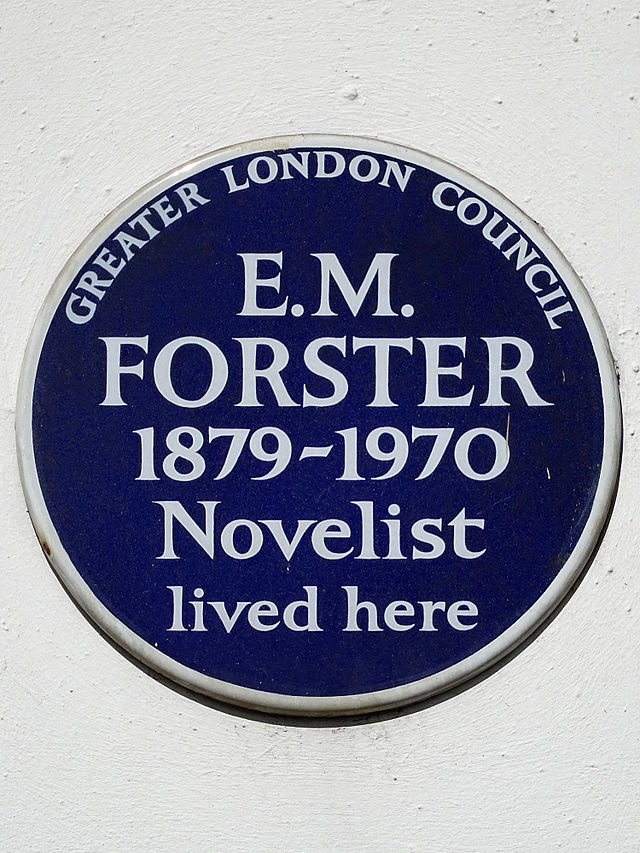 GREATER LONDON COUNCIL
E.M.
FORSTER
1879-1970
Novelist
lived here